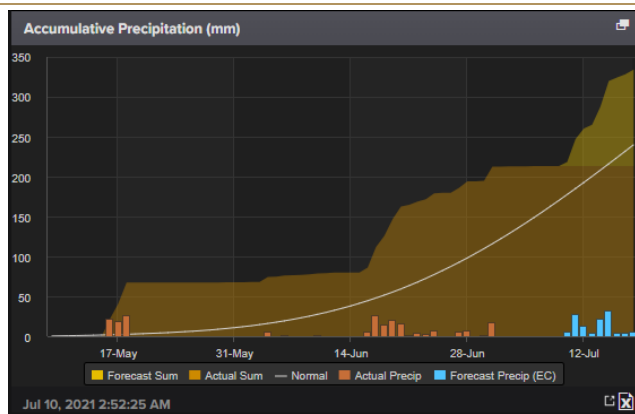 Accumulative Precipitation (mm)
350
300
250
200
150
100
50
0
17-May 31-May 14-Jun 28-Jun 12-Jul
Forecast Sum Actual Sum Normal Actual Precip Forecast Precip (EC)
Jul 10, 2021 2:52:25 AM